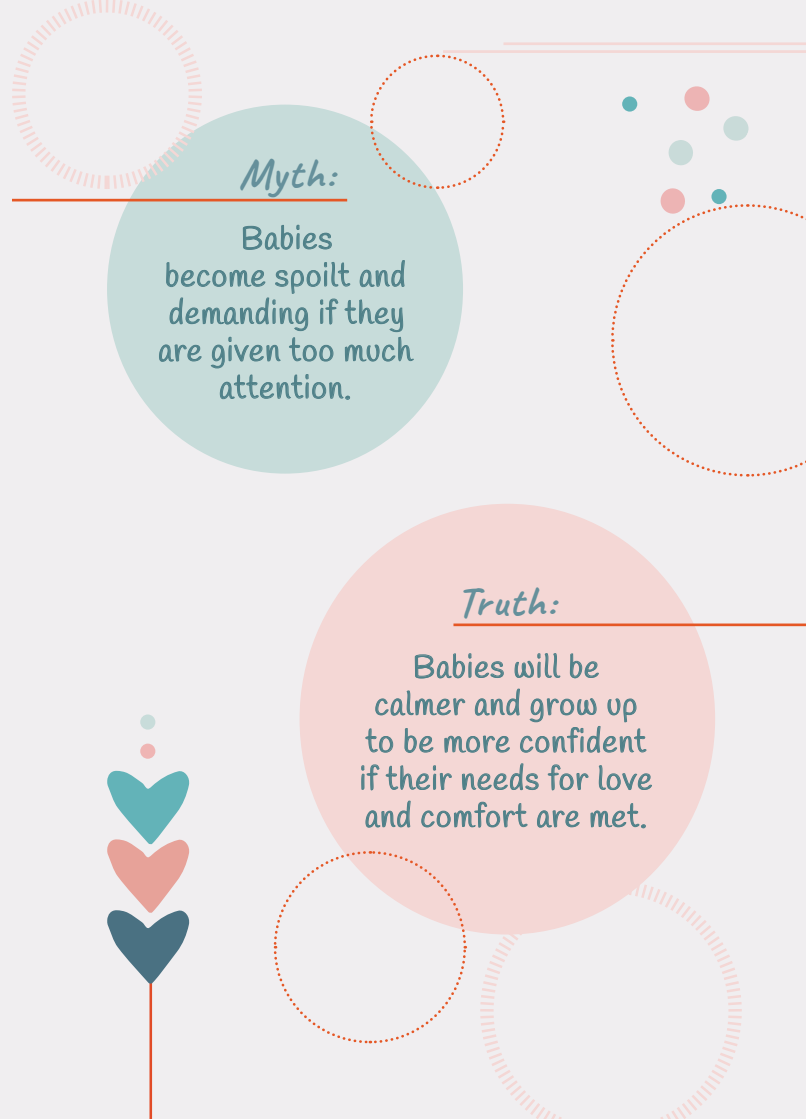 Myth:
Babies
become spoilt and
demanding if they
are given too much
attention.
Truth:
Babies will be
calmer and grow up
to be more confident
if their needs for love
and comfort are met.